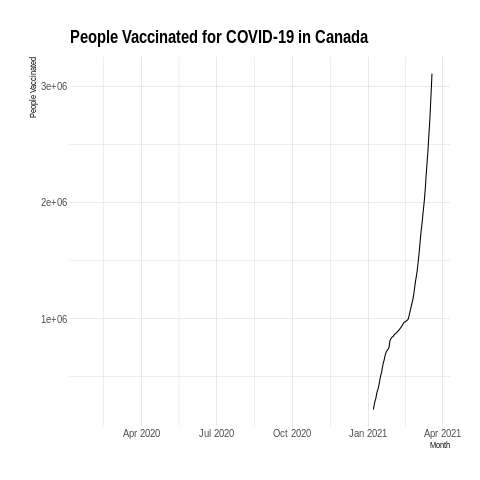 People Vaccinated for COVID-19 in Canada
People Vaccinated
3e+06
2e+06
1e+06
Apr 2020 Jul 2020 Oct 2020 Jan 2021 Apr 2021
Month